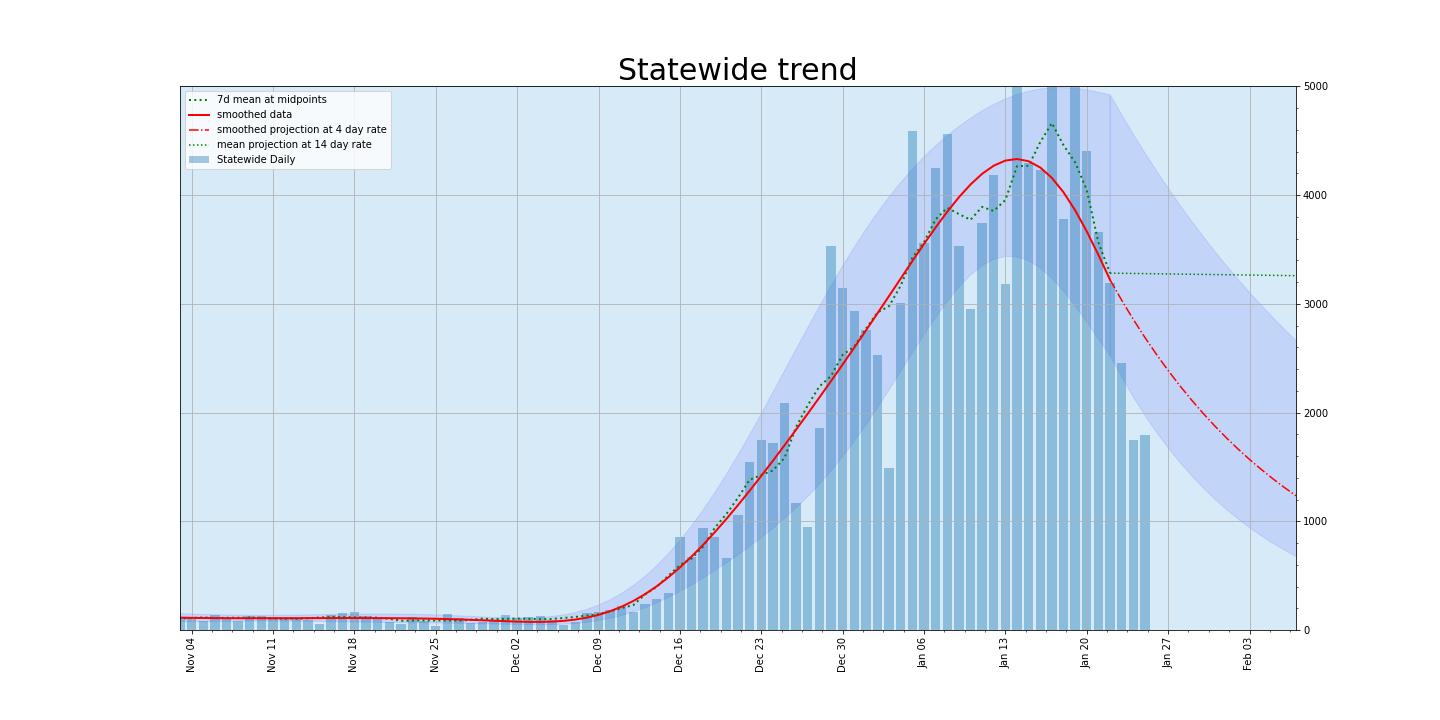 Statewide trend
7d mean at midpoints
smoothed data
smoothed projection at 4 day rate
mean projection at 14 day rate
Statewide Daily
5000
4000
3000
2000
1000
0
Nov 04
Nov 11
Nov 18
Nov 25
Dec 02
Dec 09
Dec 16
Dec 23
Dec 30
Jan 06
Jan 13
Jan 20
Jan 27
Feb 03